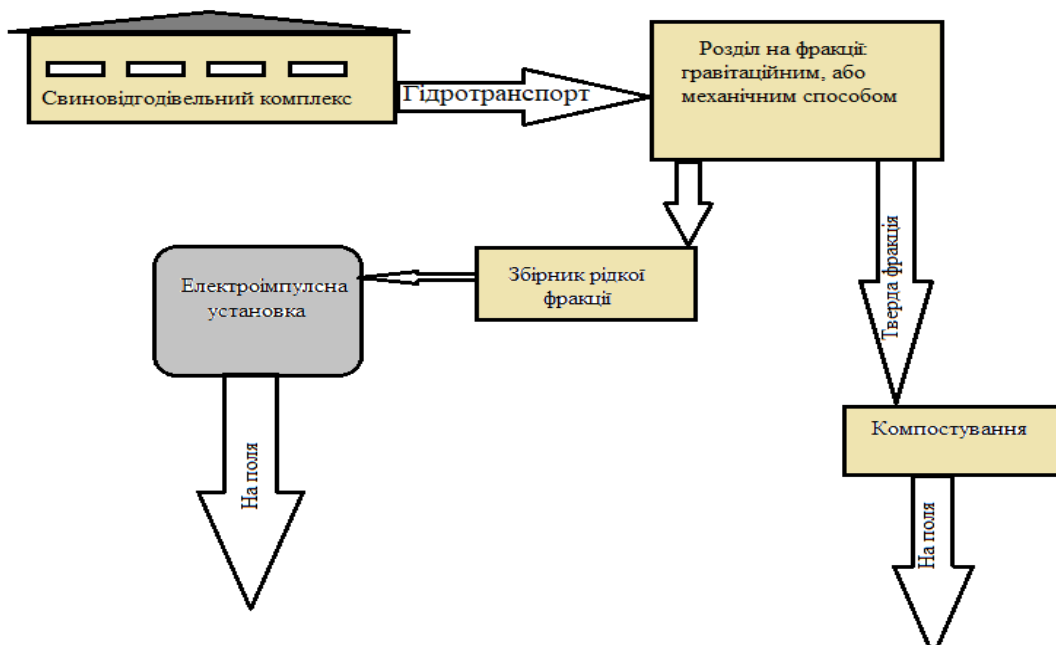 Свиновідгодівельний комплекс
Гідротранспорт
Розділ на фракції:
гравітаційним, або
механічним способом
Тверда фракція
Збірник рідкої
фракції
Електроімпулсна
установка
На поля
Компостування
На поля